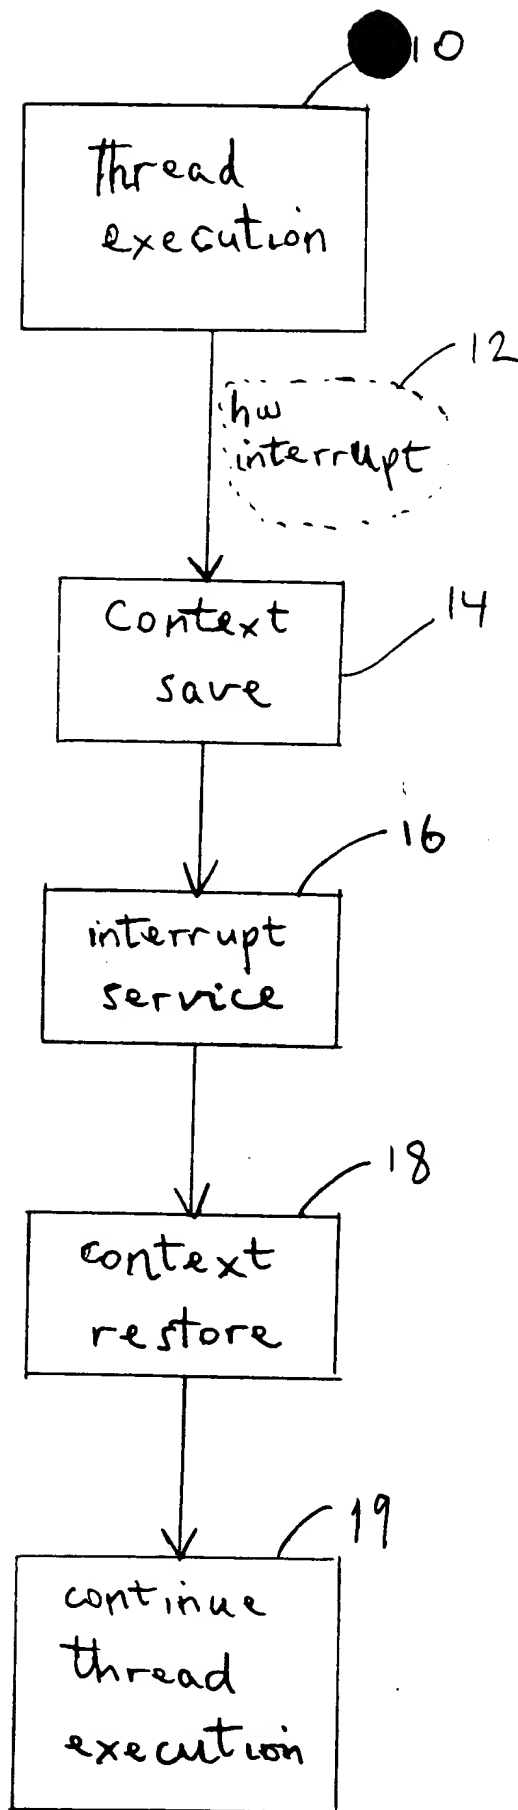 10
Thread
execution
12
hw
interrupt
Context
save
14
16
interrupt
service
18
context
restore
19
continue
thread
execution